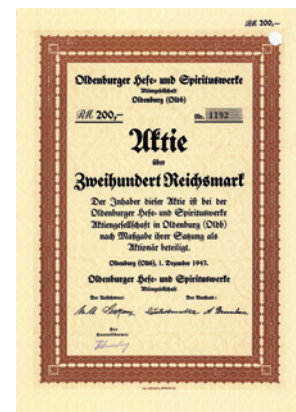 RM 200,–
Oldenburger Hefe- und Spirituswerke
Aktiengesellschaft
Oldenburg (Oldb)
RM 200,– Nr. 1192
Aktie
über
Zweihundert Reichsmark
Der Inhaber dieser Aktie ist bei der
Oldenburger Hefe- und Spirituswerke
Aktiengesellschaft in Oldenburg (Oldb)
nach Maßgabe ihrer Satzung als
Aktionär beteiligt.
Oldenburg (Oldb), 1. Dezember 1943.
Oldenburger Hefe- und Spirituswerke
Aktiengesellschaft
Der Aufsichtsrat: Der Vorstand:
Der